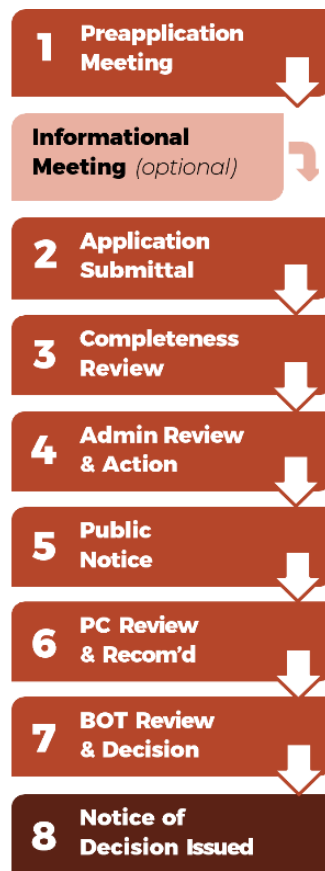 1 Preapplication
Meeting
Informational
Meeting (optional)
2 Application
Submittal
3 Completeness
Review
4 Admin Review
& Action
5 Public
Notice
6 PC Review
& Recom'd
7 BOT Review
& Decision
8 Notice of
Decision Issued